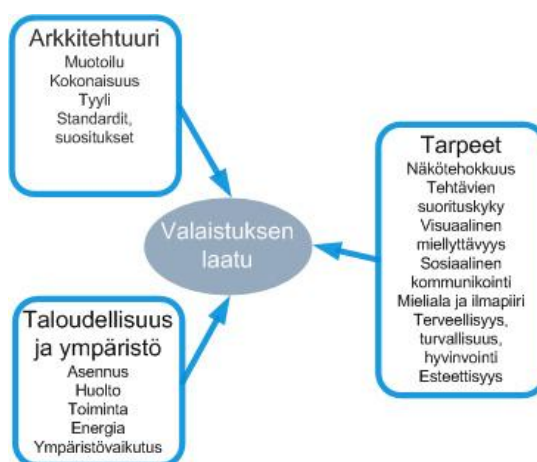 Arkkitehtuuri
Muotoilu
Kokonaisuus
Tyyli
Standardit,
suositukset
Tarpeet
Näkötehokkuus
Tehtävien
suorituskyky
Visuaalinen
miellyttävyys
Sosiaalinen
kommunikointi
Mieliala ja ilmapiiri
Terveellisyys,
turvallisuus,
hyvinvointi
Esteettisyys
Valaistuksen
laatu
Taloudellisuus
ja ympäristö
Asennus
Huolto
Toiminta
Energia
Ympäristövaikutus